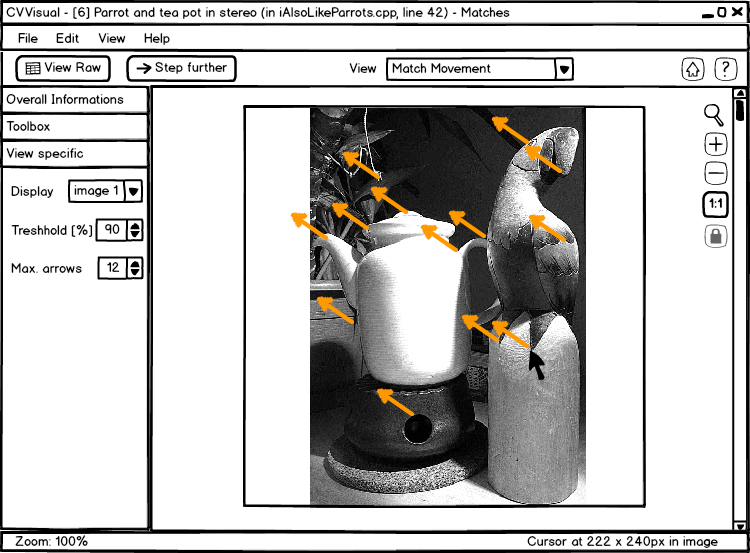 CVVisual - [6] Parrot and tea pot in stereo (in iAlsoLikeParrots.cpp, line 42) - Matches
File Edit View Help
View Raw Step further View Match Movement ?
Overall Informations
Toolbox
View specific
Display image 1
Treshhold [%] 90
Max. arrows 12
1:1
Zoom: 100% Cursor at 222 x 240px in image